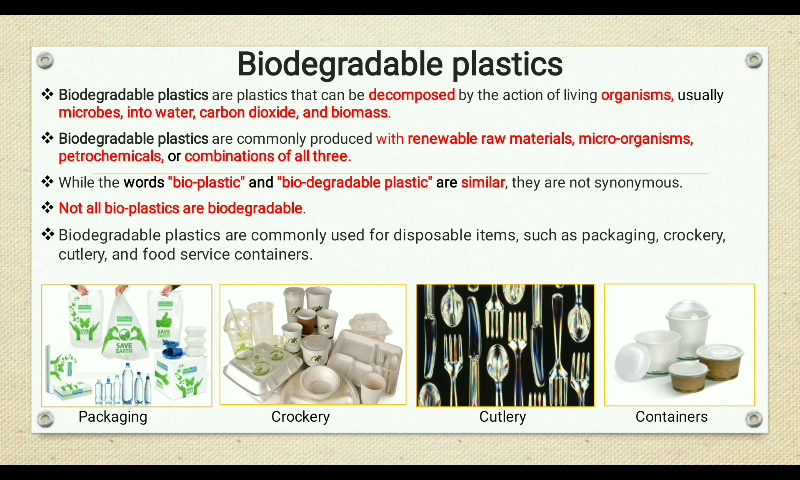 Biodegradable plastics
❖ Biodegradable plastics are plastics that can be decomposed by the action of living organisms, usually
microbes, into water, carbon dioxide, and biomass.
❖ Biodegradable plastics are commonly produced with renewable raw materials, micro-organisms,
petrochemicals, or combinations of all three.
❖ While the words "bio-plastic" and "bio-degradable plastic" are similar, they are not synonymous.
❖ Not all bio-plastics are biodegradable.
❖ Biodegradable plastics are commonly used for disposable items, such as packaging, crockery,
cutlery, and food service containers.
SAVE
EARTH
SAVE
EARTH
Packaging
Crockery
Cutlery
Containers